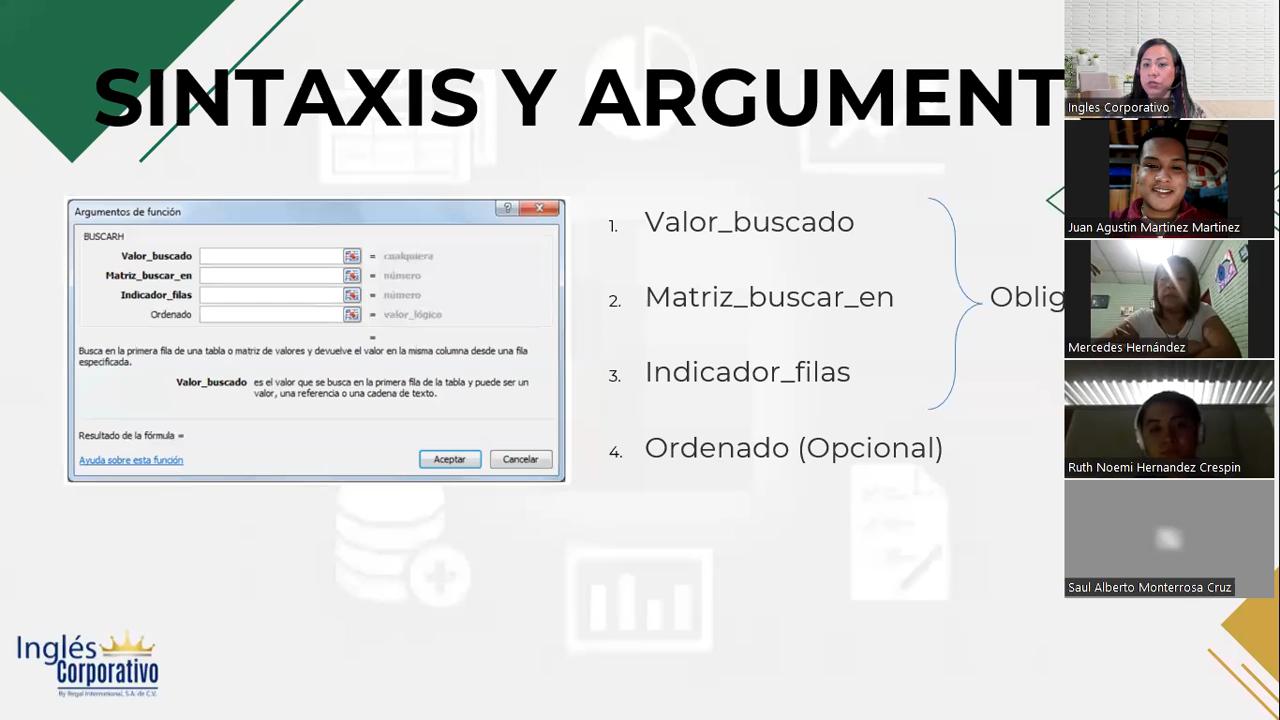 SINTAXIS Y ARGUMENT
Argumentos de función
?
BUSCARH
Valor_buscado
= cualquiera
Matriz_buscar_en
= número
Indicador_filas
= número
Ordenado
= valor_lógico
=
Busca en la primera fila de una tabla o matriz de valores y devuelve el valor en la misma columna desde una fila
especificada.
Valor_buscado es el valor que se busca en la primera fila de la tabla y puede ser un
valor, una referencia o una cadena de texto.
Resultado de la fórmula =
Ayuda sobre esta función
Aceptar
Cancelar
1. Valor_buscado
2. Matriz_buscar_en
3. Indicador_filas
4. Ordenado (Opcional)
Oblig
Ingles Corporativo
Juan Agustin Martinez Martinez
Mercedes Hernández
Ruth Noemi Hernandez Crespin
Saul Alberto Monterrosa Cruz
Inglés
Corporativo
By Regal International, S.A. de C.V.